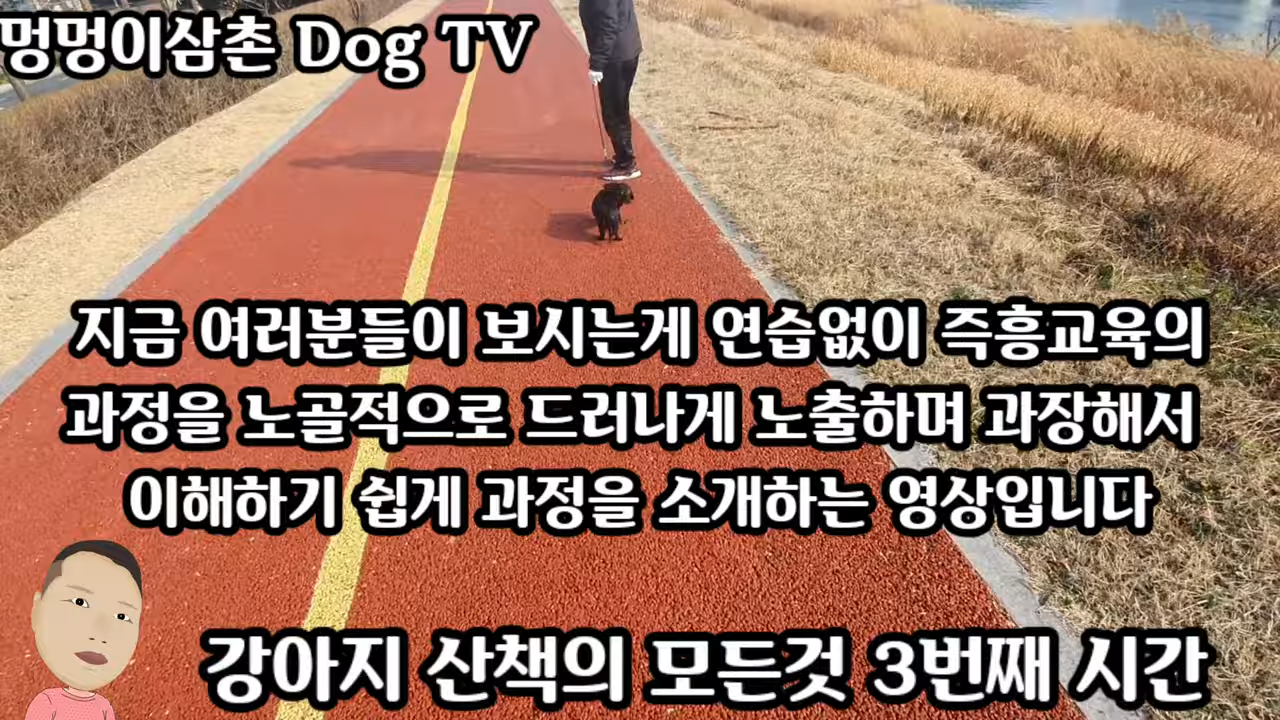 멍멍이삼촌 Dog TV
지금 여러분들이 보시는게 연습없이 즉흥교육의
과정을 노골적으로 드러나게 노출하며 과장해서
이해하기 쉽게 과정을 소개하는 영상입니다
강아지 산책의 모든것 3번째 시간